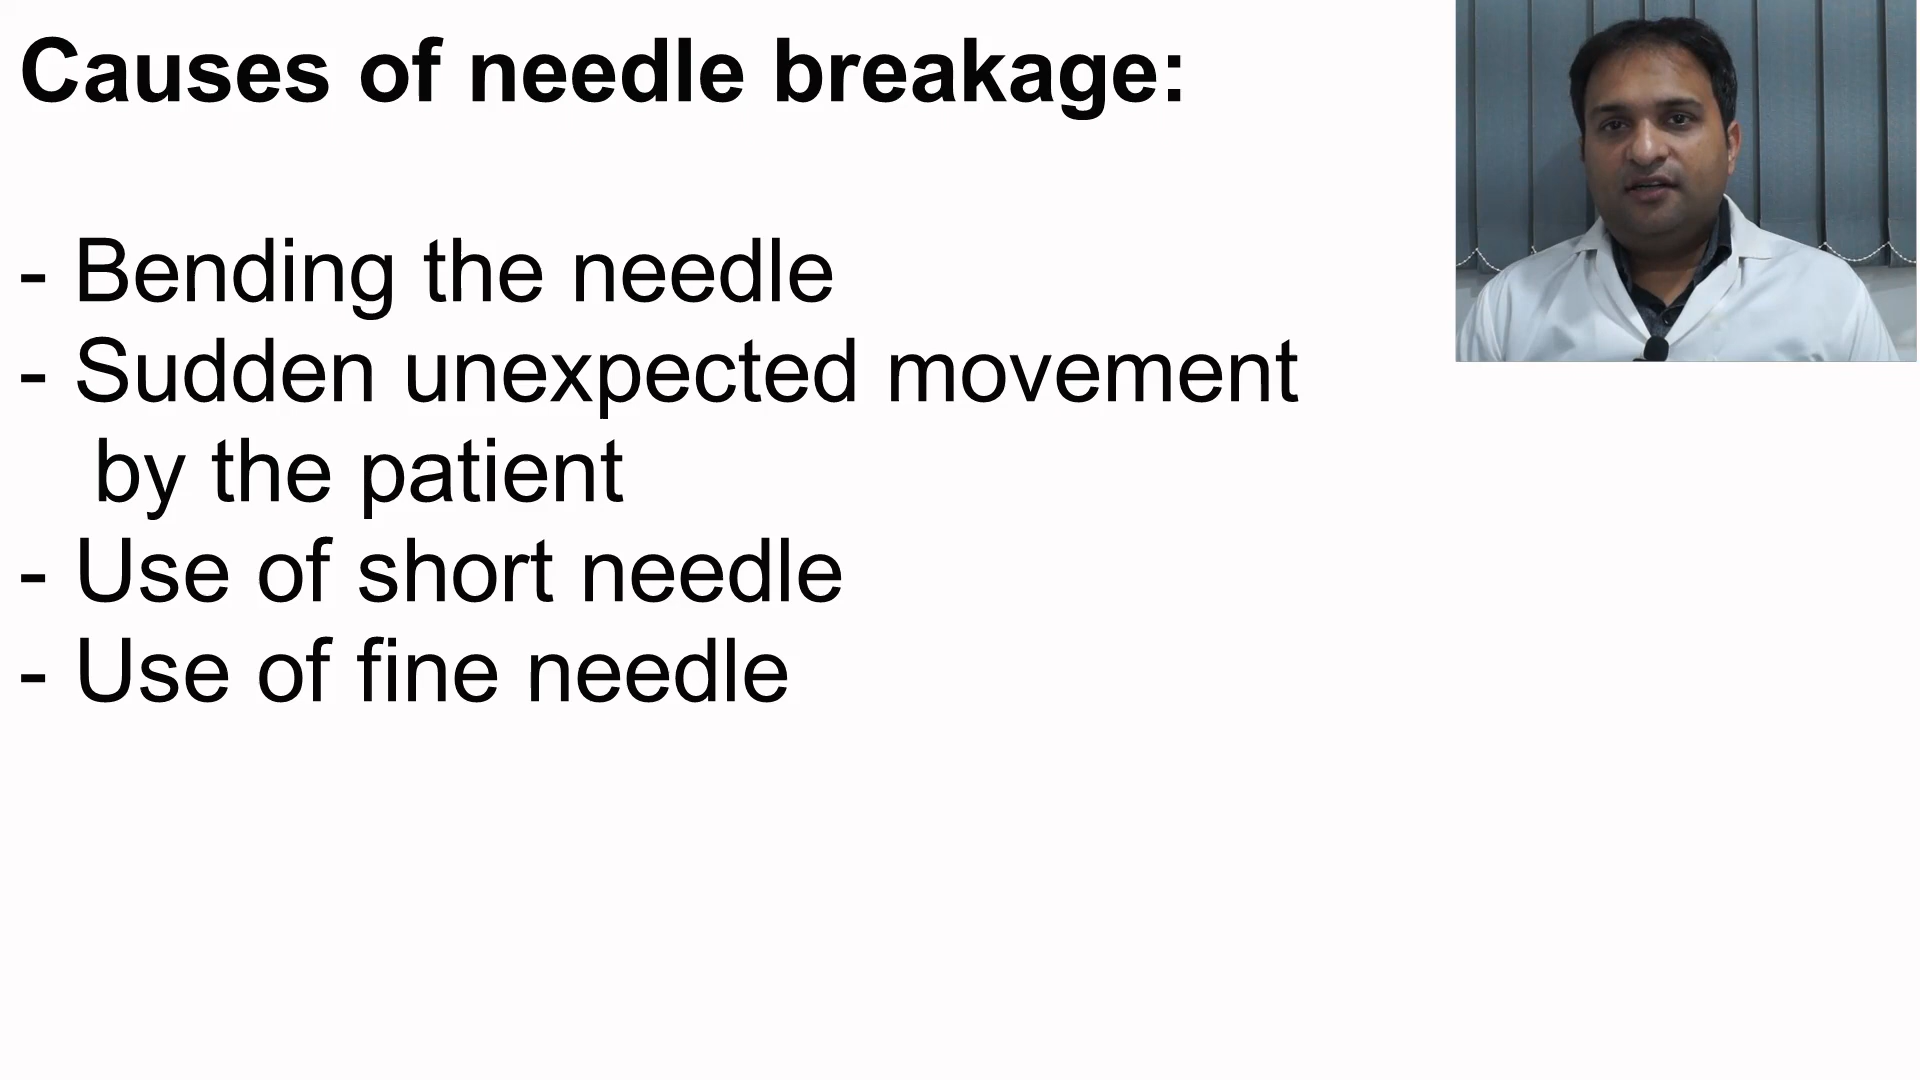 Causes of needle breakage:
- Bending the needle
- Sudden unexpected movement
by the patient
- Use of short needle
- Use of fine needle